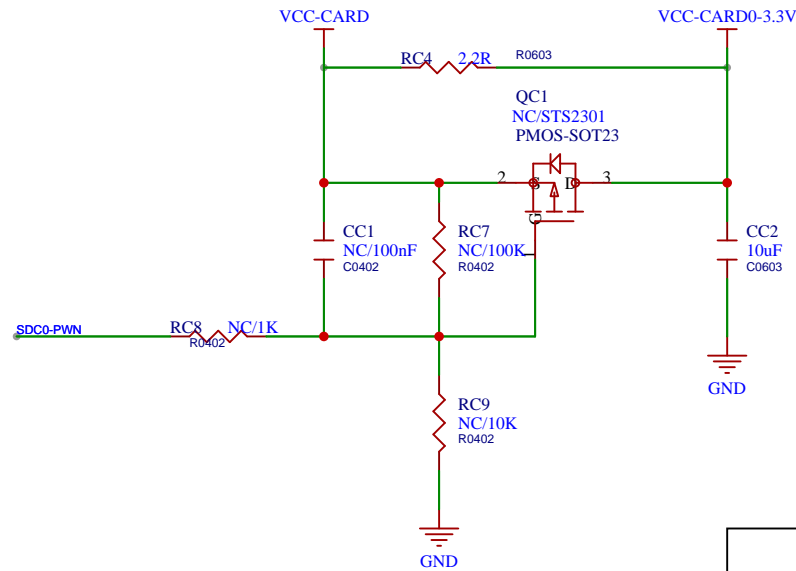 VCC-CARD
VCC-CARD0-3.3V
RC4 2.2R R0603
QC1
NC/STS2301
PMOS-SOT23
2 S D 3
G
1
CC1
NC/100nF
C0402
RC7
NC/100K
R0402
CC2
10uF
C0603
SDC0-PWN
RC8 NC/1K
R0402
GND
RC9
NC/10K
R0402
GND